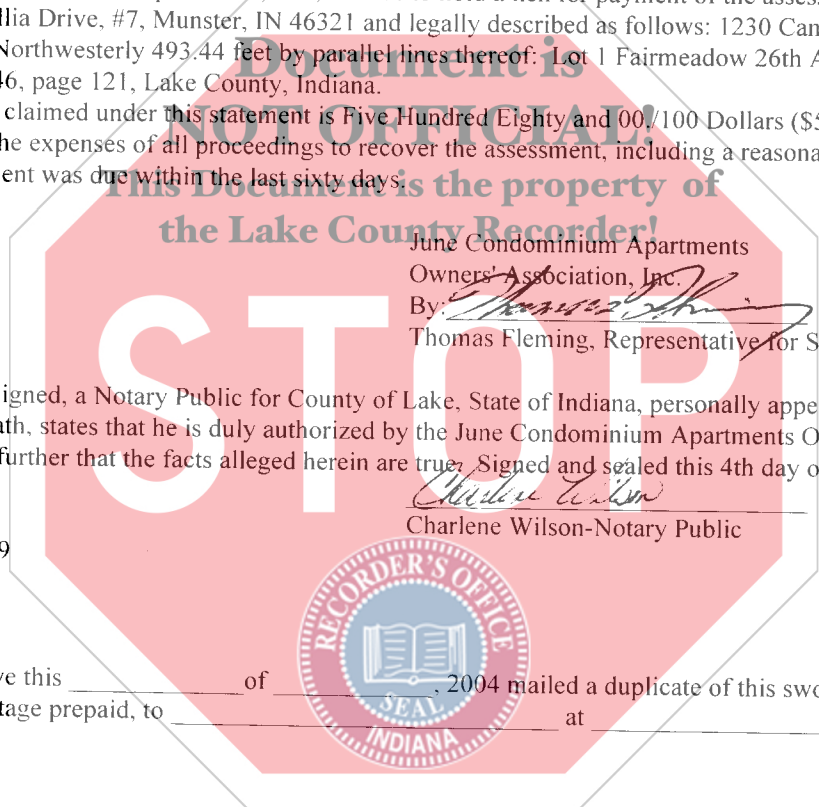 llia Drive, #7, Munster, IN 46321 and legally described as follows: 1230 Cam
Northwesterly 493.44 feet by parallel lines thereof: Lot 1 Fairmeadow 26th A
46, page 121, Lake County, Indiana.
claimed under this statement is Five Hundred Eighty and 00/100 Dollars ($5
he expenses of all proceedings to recover the assessment, including a reasona
ent was due within the last sixty days.
Document is
NOT OFFICIAL!
This Document is the property of
the Lake County Recorder!
June Condominium Apartments
Owners' Association, Inc.
By:
Thomas Fleming, Representative for S
STOP
igned, a Notary Public for County of Lake, State of Indiana, personally appe
ath, states that he is duly authorized by the June Condominium Apartments O
further that the facts alleged herein are true. Signed and sealed this 4th day o
Charlene Wilson
Charlene Wilson-Notary Public
9
RECORDER'S OFFICE
SEAL
INDIANA
ve this of , 2004 mailed a duplicate of this swo
tage prepaid, to at